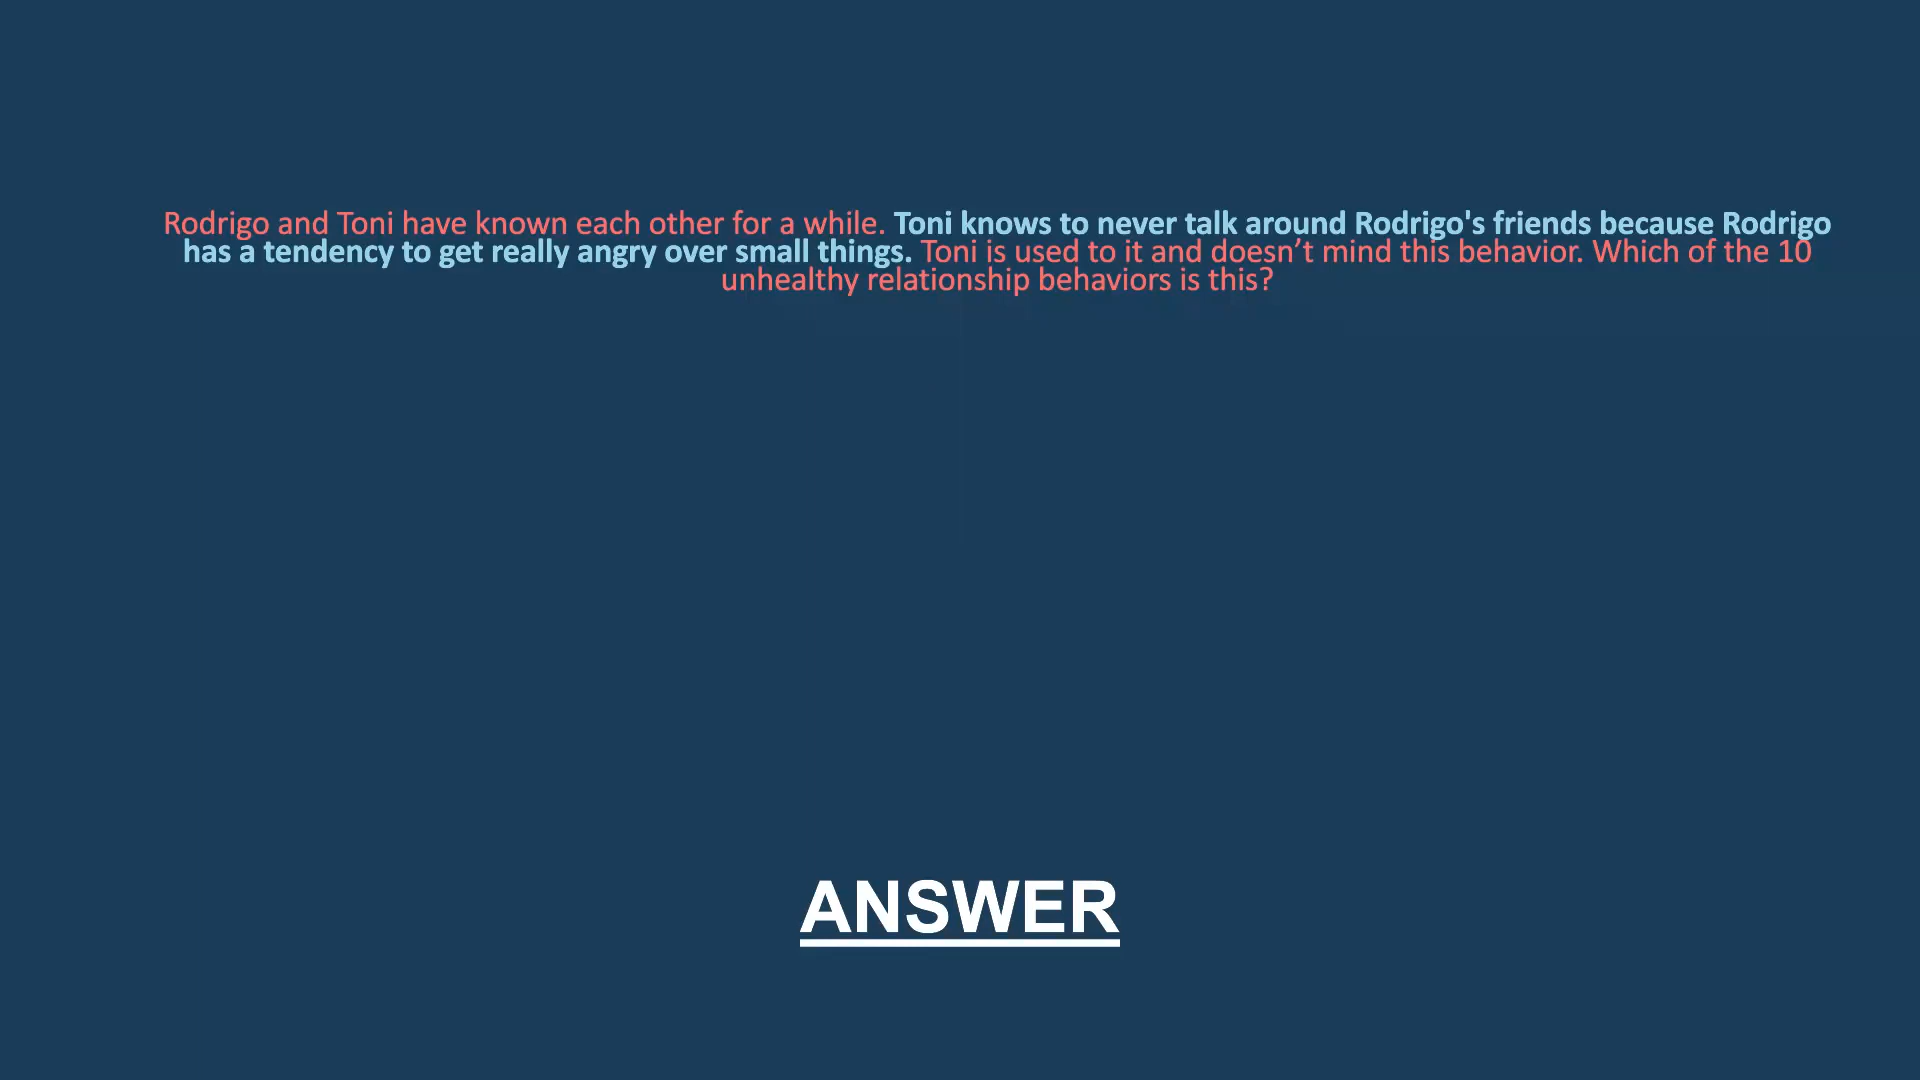 Rodrigo and Toni have known each other for a while. Toni knows to never talk around Rodrigo's friends because Rodrigo
has a tendency to get really angry over small things. Toni is used to it and doesn’t mind this behavior. Which of the 10
unhealthy relationship behaviors is this?
ANSWER